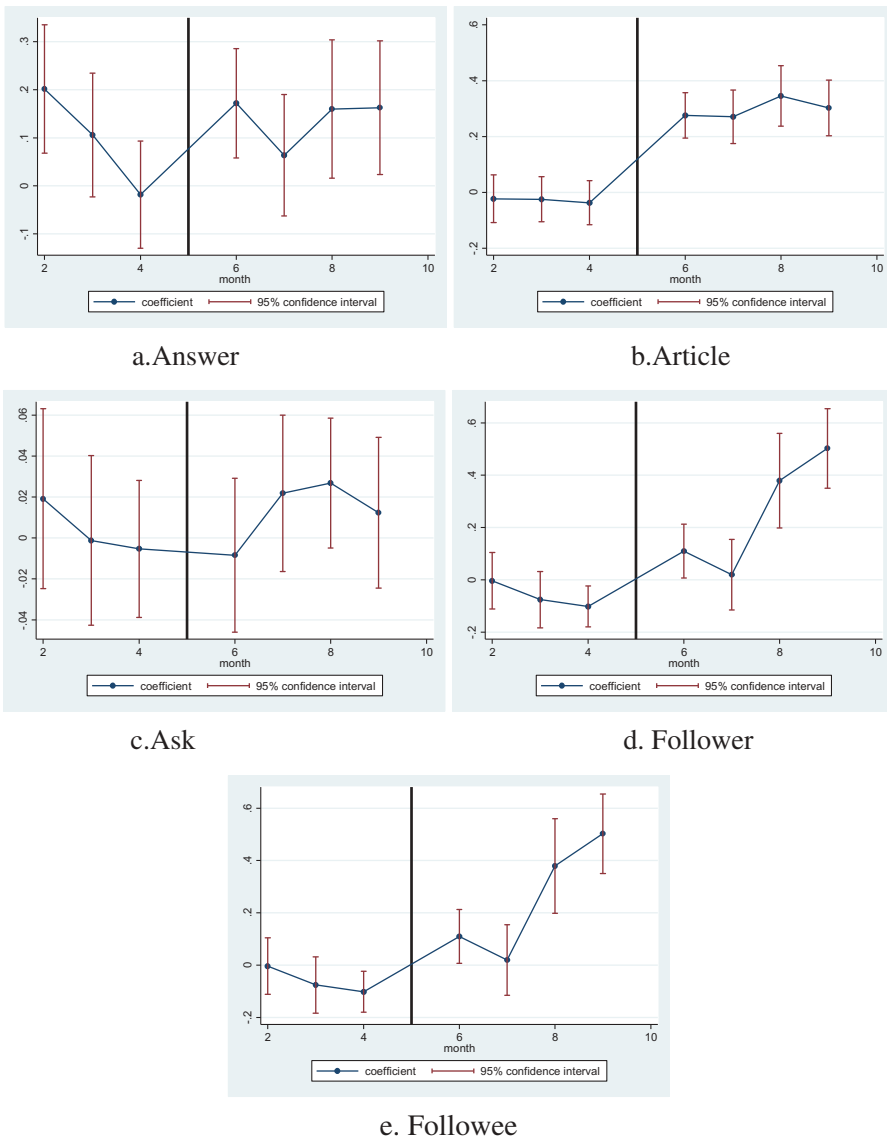 .3
.2
.1
0
-.1
2
4
6
8
10
month
coefficient
95% confidence interval
a.Answer
.6
.4
.2
0
-.2
2
4
6
8
10
month
coefficient
95% confidence interval
b.Article
.06
.04
.02
0
-.02
-.04
2
4
6
8
10
month
coefficient
95% confidence interval
c.Ask
.6
.4
.2
0
-.2
2
4
6
8
10
month
coefficient
95% confidence interval
d. Follower
.6
.4
.2
0
-.2
2
4
6
8
10
month
coefficient
95% confidence interval
e. Followee